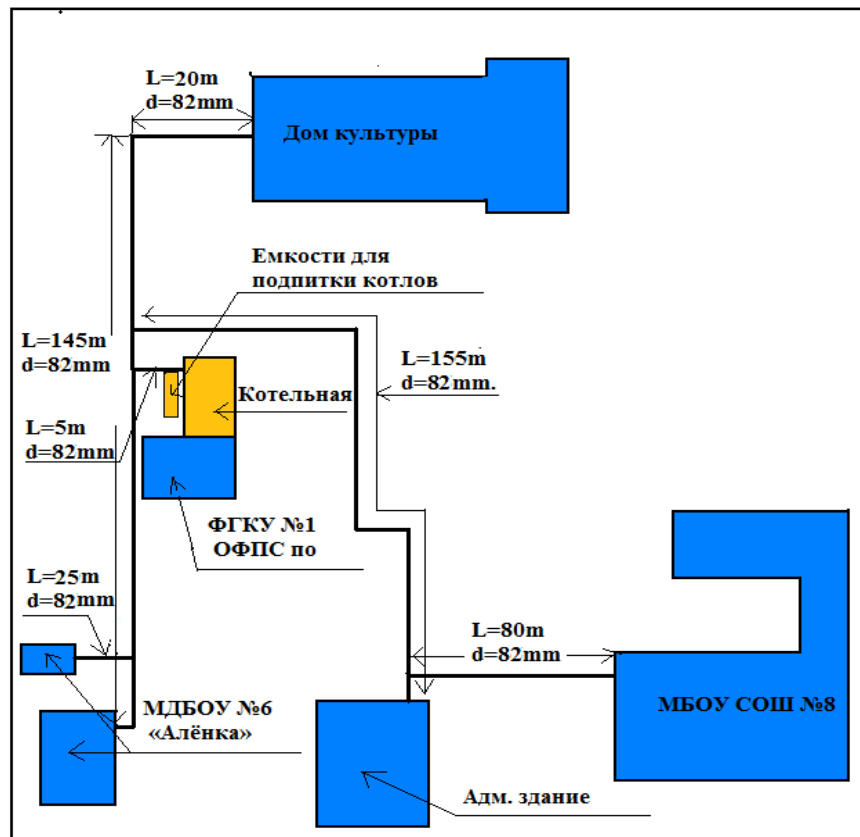 L=20m
d=82mm
Дом культуры
Емкости для
подпитки котлов
L=145m
d=82mm
L=155m
d=82mm.
Котельная
L=5m
d=82mm
ФГКУ №1
ОФПС по
L=25m
d=82mm
L=80m
d=82mm
МДБОУ №6
«Алёнка»
МБОУ СОШ №8
Адм. здание